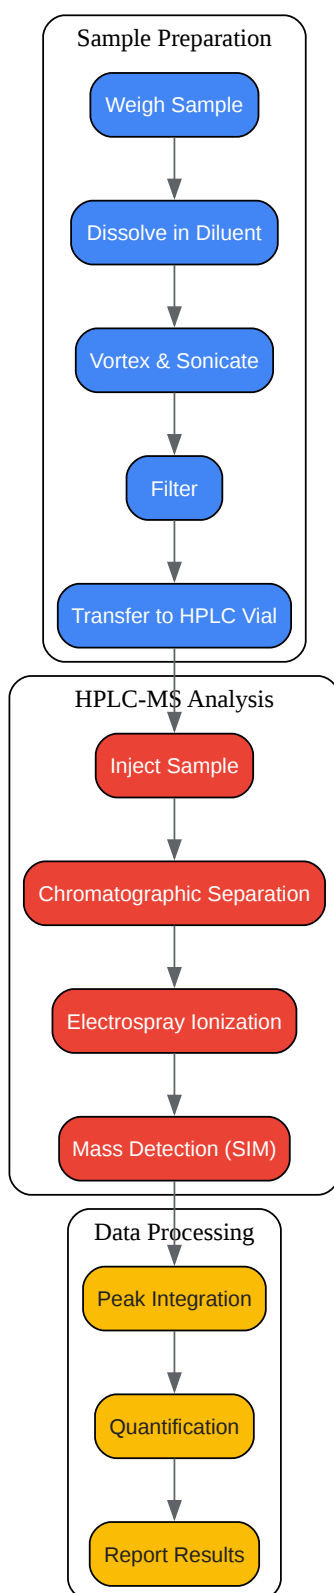 Sample Preparation
Weigh Sample
Dissolve in Diluent
Vortex & Sonicate
Filter
Transfer to HPLC Vial
HPLC-MS Analysis
Inject Sample
Chromatographic Separation
Electrospray Ionization
Mass Detection (SIM)
Data Processing
Peak Integration
Quantification
Report Results